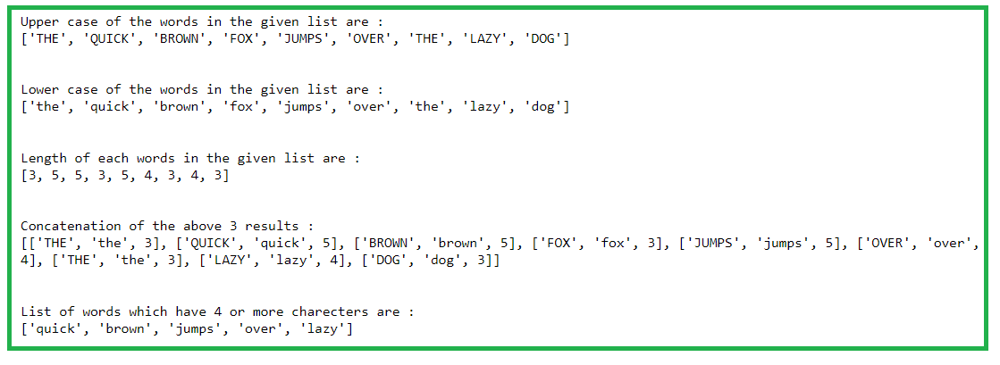 Upper case of the words in the given list are :
['THE', 'QUICK', 'BROWN', 'FOX', 'JUMPS', 'OVER', 'THE', 'LAZY', 'DOG']
Lower case of the words in the given list are :
['the', 'quick', 'brown', 'fox', 'jumps', 'over', 'the', 'lazy', 'dog']
Length of each words in the given list are :
[3, 5, 5, 3, 5, 4, 3, 4, 3]
Concatenation of the above 3 results :
[['THE', 'the', 3], ['QUICK', 'quick', 5], ['BROWN', 'brown', 5], ['FOX', 'fox', 3], ['JUMPS', 'jumps', 5], ['OVER', 'over',
4], ['THE', 'the', 3], ['LAZY', 'lazy', 4], ['DOG', 'dog', 3]]
List of words which have 4 or more charecters are :
['quick', 'brown', 'jumps', 'over', 'lazy']